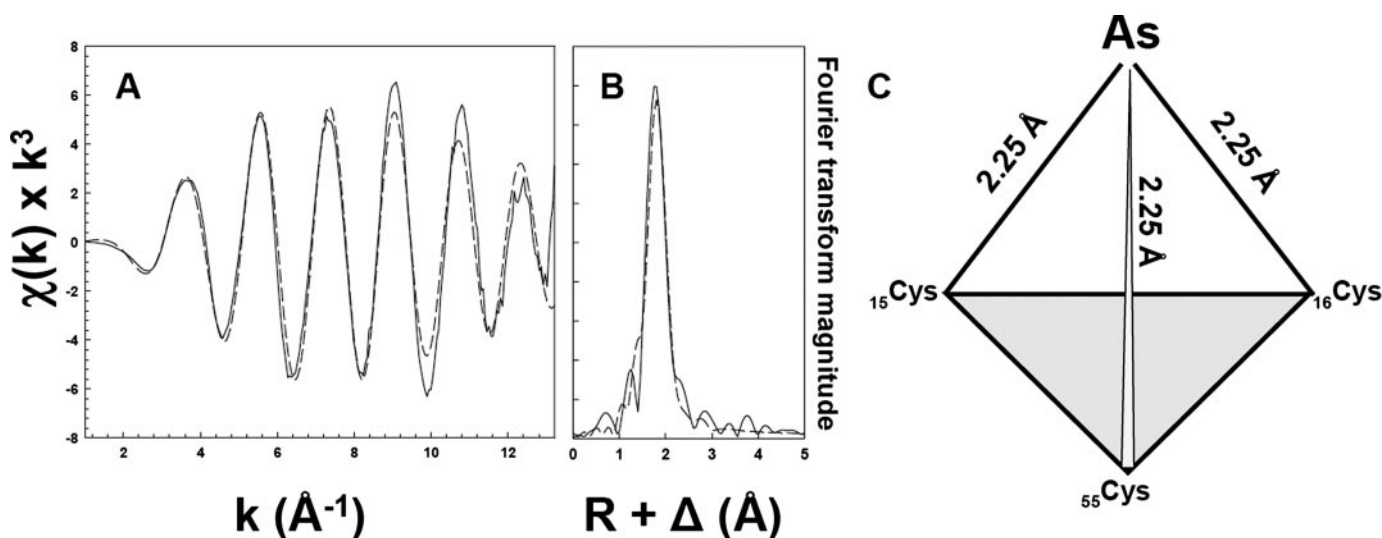 A
8
6
4
2
0
-2
-4
-6
-8
χ(k) x k³
2 4 6 8 10 12
k (Å⁻¹)
B
0 1 2 3 4 5
R + Δ (Å)
Fourier transform magnitude
C
As
2.25 Å
2.25 Å
2.25 Å
₁₅Cys
₁₆Cys
₅₅Cys